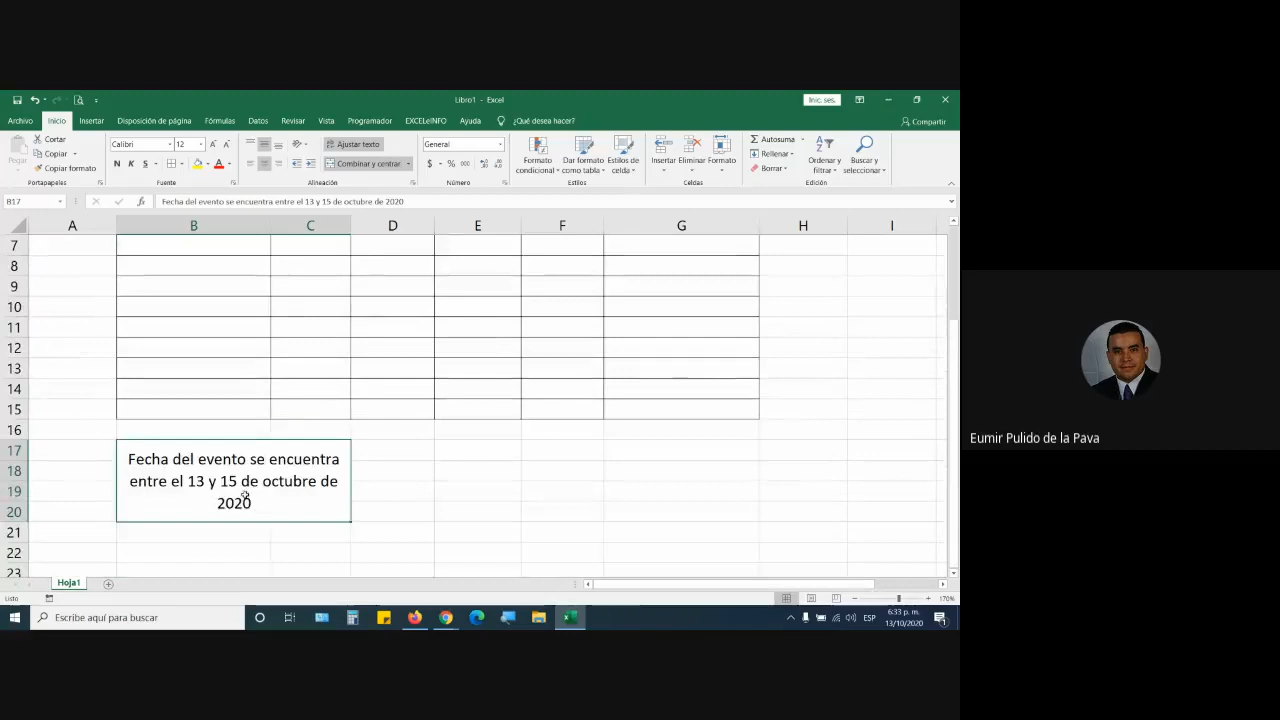 Libro1 - Excel
Inic. ses.
Archivo Inicio Insertar Disposición de página Fórmulas Datos Revisar Vista Programador EXCELeINFO Ayuda ¿Qué desea hacer? Compartir
Pegar
Cortar
Copiar
Copiar formato
Portapapeles
Calibri 12
N K S
Fuente
Ajustar texto
Combinar y centrar
Alineación
General
$ % 000
Número
Formato condicional
Dar formato como tabla
Estilos de celda
Estilos
Insertar Eliminar Formato
Celdas
Autosuma
Rellenar
Borrar
Ordenar y filtrar
Buscar y seleccionar
Edición
B17 fx Fecha del evento se encuentra entre el 13 y 15 de octubre de 2020
A B C D E F G H I
7
8
9
10
11
12
13
14
15
16
17
18
19
20
21
22
23
Fecha del evento se encuentra
entre el 13 y 15 de octubre de
2020
Hoja1
Listo
170%
Escribe aquí para buscar
ESP
6:33 p. m.
13/10/2020
1
Eumir Pulido de la Pava